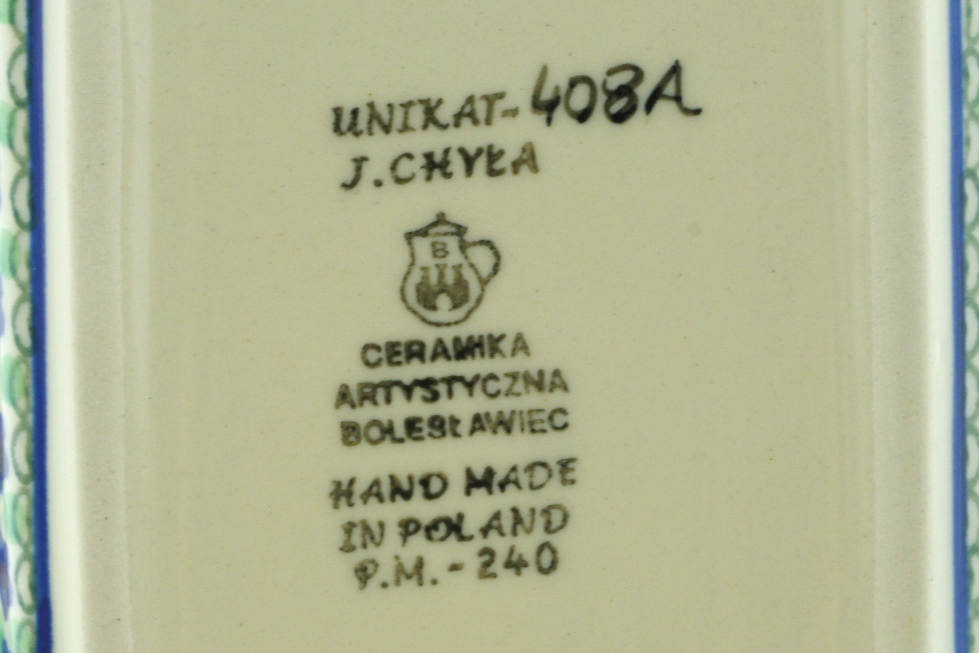 UNIKAT-408A
J.CHYŁA
B
CERAMIKA
ARTYSTYCZNA
BOLESŁAWIEC
HAND MADE
IN POLAND
P.M.-240